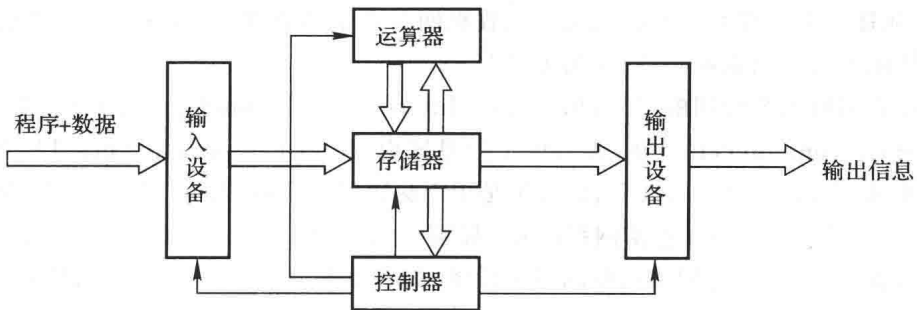 运算器
程序+数据
输入设备
存储器
输出设备
输出信息
控制器